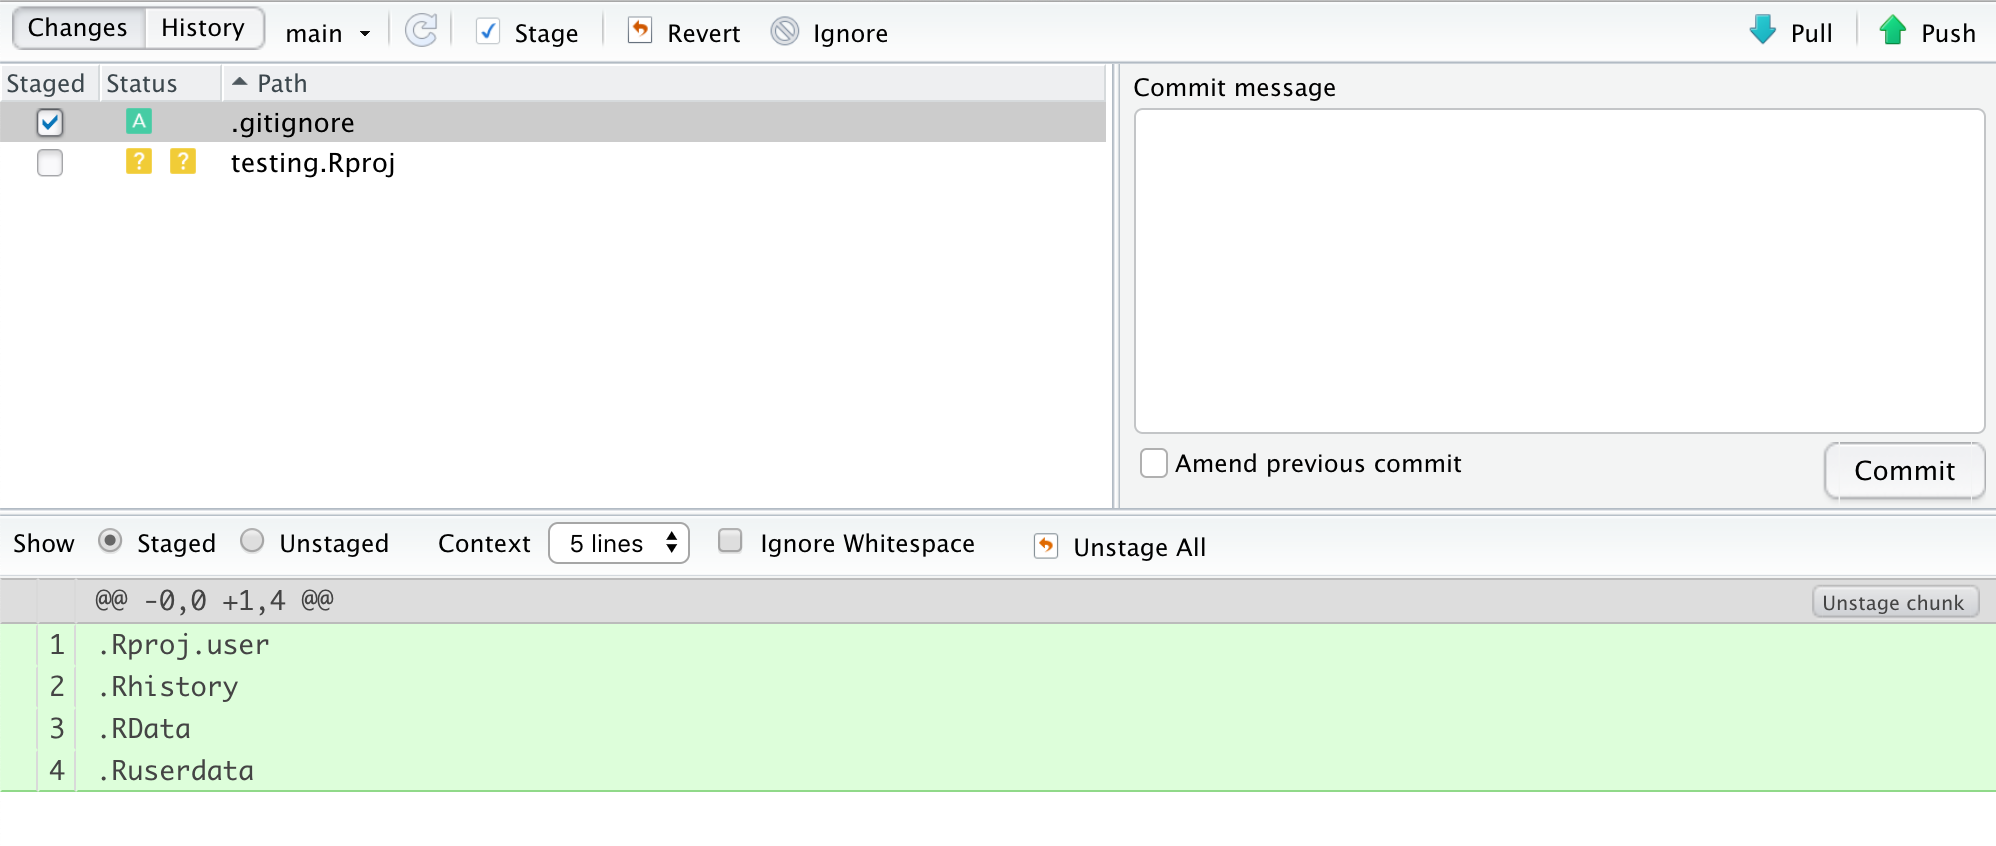 Changes History main Stage Revert Ignore Pull Push
Staged Status Path
A .gitignore
? ? testing.Rproj
Commit message
Amend previous commit
Commit
Show Staged Unstaged Context 5 lines Ignore Whitespace Unstage All
@@ -0,0 +1,4 @@ Unstage chunk
1 .Rproj.user
2 .Rhistory
3 .RData
4 .Ruserdata